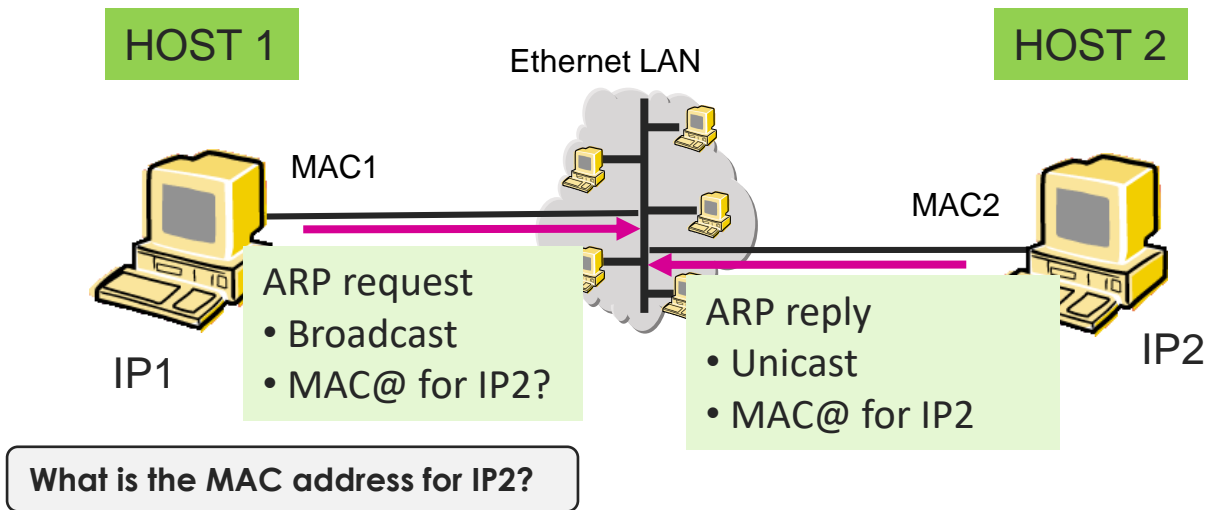 HOST 1
Ethernet LAN
HOST 2
MAC1
MAC2
ARP request
• Broadcast
• MAC@ for IP2?
ARP reply
• Unicast
• MAC@ for IP2
IP1
IP2
What is the MAC address for IP2?